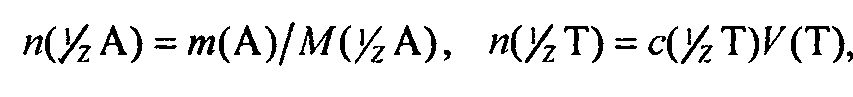 n(1/z A) = m(A)/M(1/z A), n(1/z T) = c(1/z T)V(T),